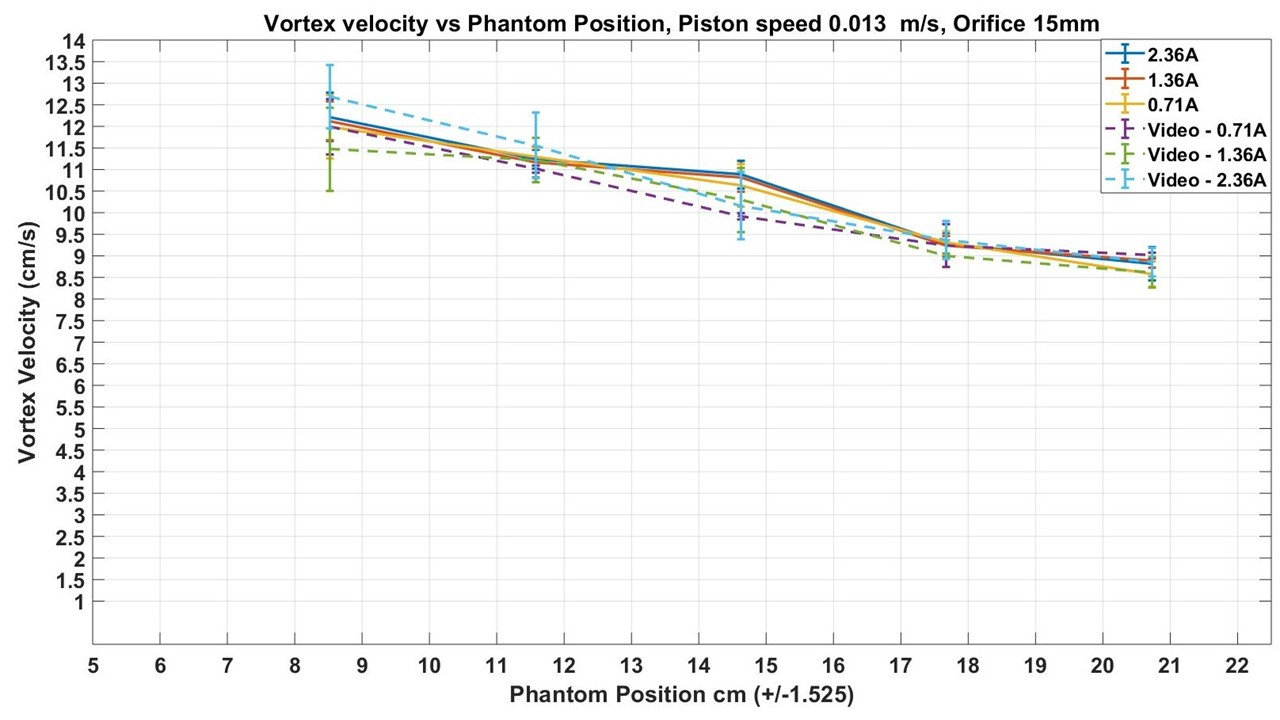 Vortex velocity vs Phantom Position, Piston speed 0.013  m/s, Orifice 15mm
14
13.5
13
12.5
12
11.5
11
10.5
10
9.5
9
8.5
8
7.5
7
6.5
6
5.5
5
4.5
4
3.5
3
2.5
2
1.5
1
Vortex Velocity (cm/s)
2.36A
1.36A
0.71A
Video - 0.71A
Video - 1.36A
Video - 2.36A
5 6 7 8 9 10 11 12 13 14 15 16 17 18 19 20 21 22
Phantom Position cm (+/-1.525)